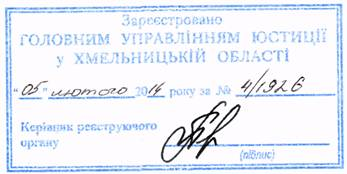 Зареєстровано
ГОЛОВНИМ УПРАВЛІННЯМ ЮСТИЦІЇ
у ХМЕЛЬНИЦЬКІЙ ОБЛАСТІ
"05" лютого 2014 року за № 4/1926
Керівник реєструючого
органу
(підпис)